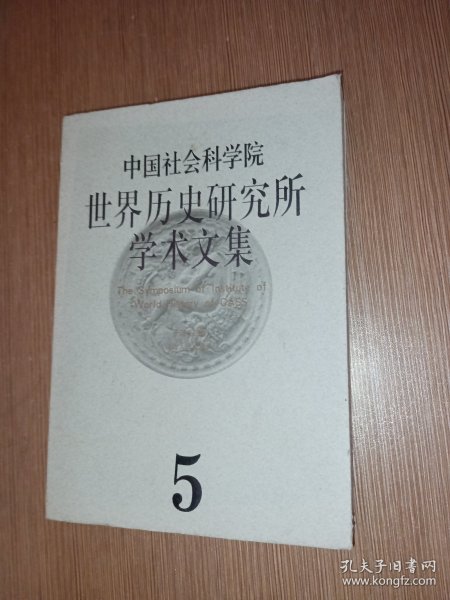 中国社会科学院
世界历史研究所
学术文集
The Symposium of Institute of
World History of CASS
5
孔夫子旧书网
www.kongfz.com